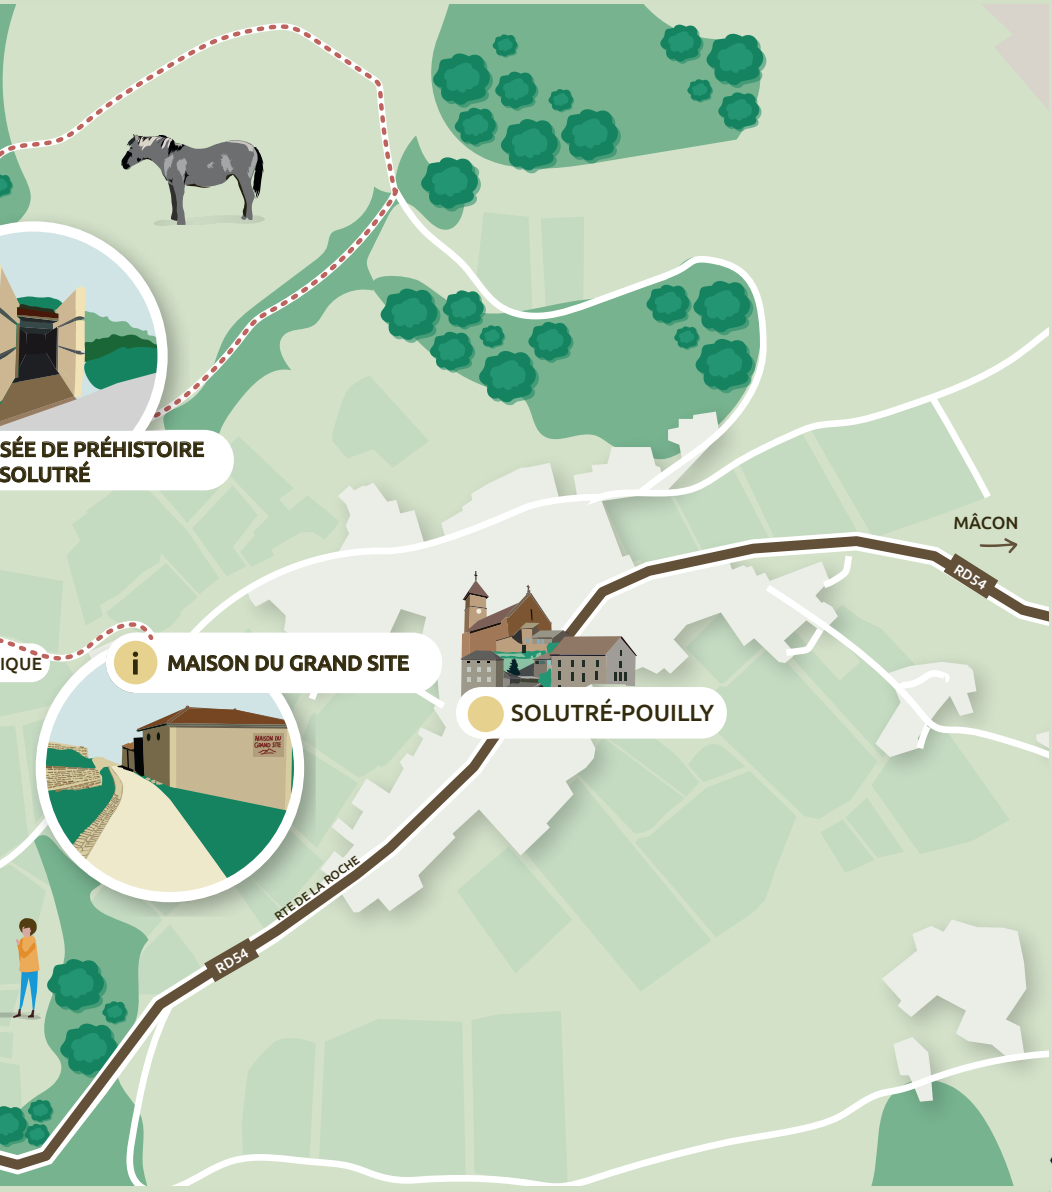 SÉE DE PRÉHISTOIRE
SOLUTRÉ
MÂCON
RD54
IQUE
i
MAISON DU GRAND SITE
SOLUTRÉ-POUILLY
MAISON DU
GRAND SITE
RTE DE LA ROCHE
RD54